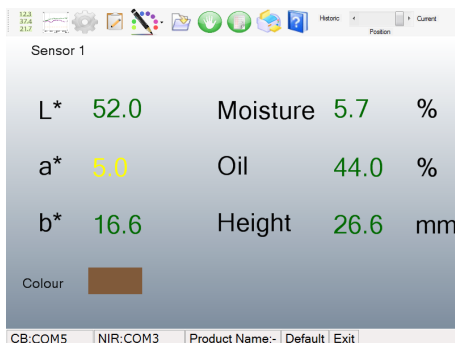 12.3
37.4
21.7
Historic Current
Position
Sensor 1
L* 52.0 Moisture 5.7 %
a* 5.0 Oil 44.0 %
b* 16.6 Height 26.6 mm
Colour
CB:COM5 NIR:COM3 Product Name:- Default Exit